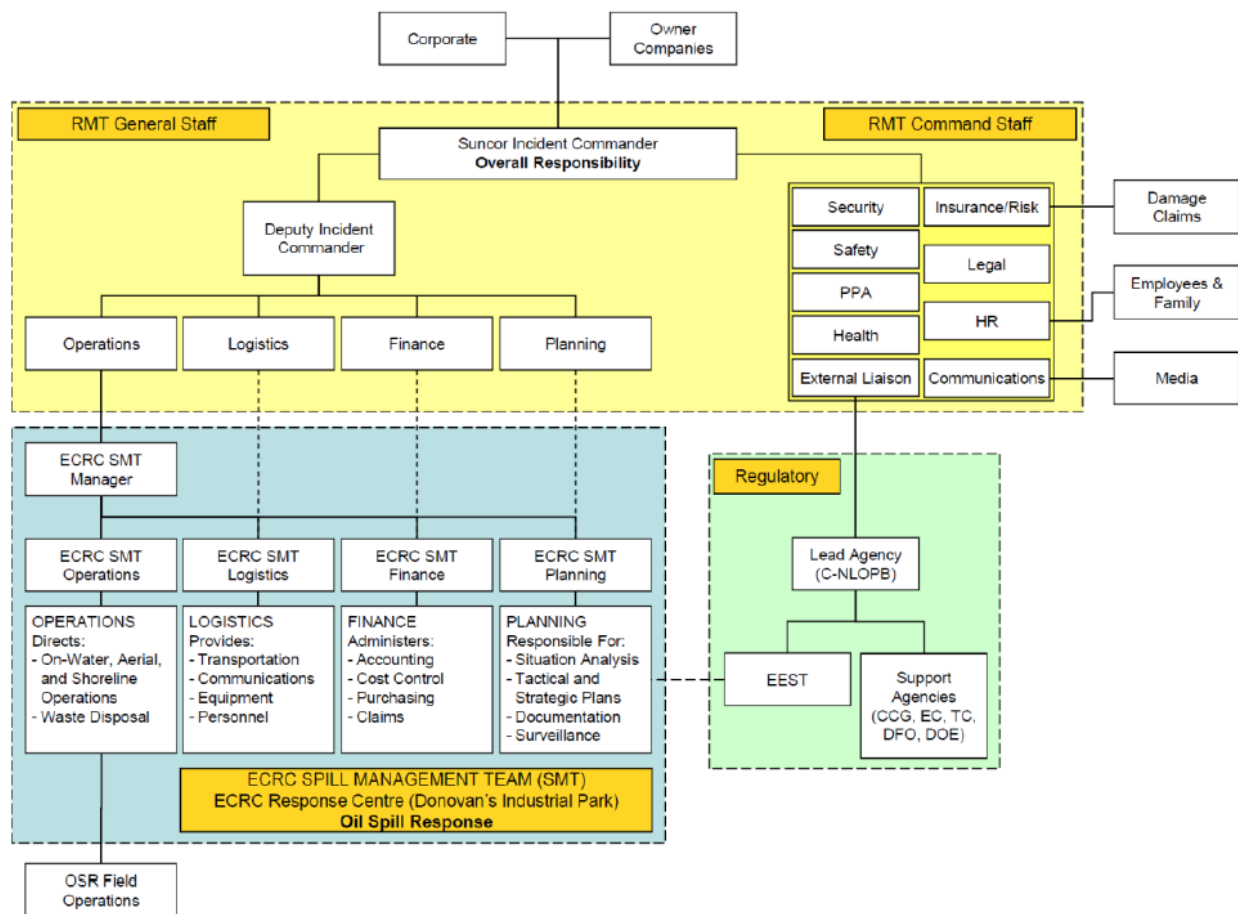 Corporate
Owner
Companies
RMT General Staff
RMT Command Staff
Suncor Incident Commander
Overall Responsibility
Deputy Incident
Commander
Security
Insurance/Risk
Safety
Legal
PPA
HR
Health
External Liaison
Communications
Damage
Claims
Employees &
Family
Media
Operations
Logistics
Finance
Planning
ECRC SMT
Manager
Regulatory
ECRC SMT
Operations
ECRC SMT
Logistics
ECRC SMT
Finance
ECRC SMT
Planning
Lead Agency
(C-NLOPB)
OPERATIONS
Directs:
- On-Water, Aerial,
and Shoreline
Operations
- Waste Disposal
LOGISTICS
Provides:
- Transportation
- Communications
- Equipment
- Personnel
FINANCE
Administers:
- Accounting
- Cost Control
- Purchasing
- Claims
PLANNING
Responsible For:
- Situation Analysis
- Tactical and
Strategic Plans
- Documentation
- Surveillance
EEST
Support
Agencies
(CCG, EC, TC,
DFO, DOE)
ECRC SPILL MANAGEMENT TEAM (SMT)
ECRC Response Centre (Donovan's Industrial Park)
Oil Spill Response
OSR Field
Operations